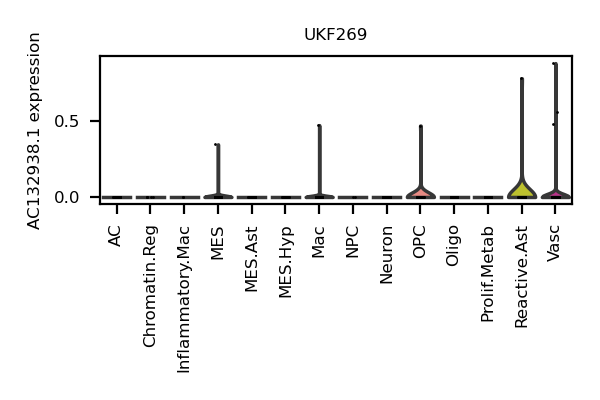 UKF269
AC132938.1 expression
0.5
0.0
AC
Chromatin.Reg
Inflammatory.Mac
MES
MES.Ast
MES.Hyp
Mac
NPC
Neuron
OPC
Oligo
Prolif.Metab
Reactive.Ast
Vasc